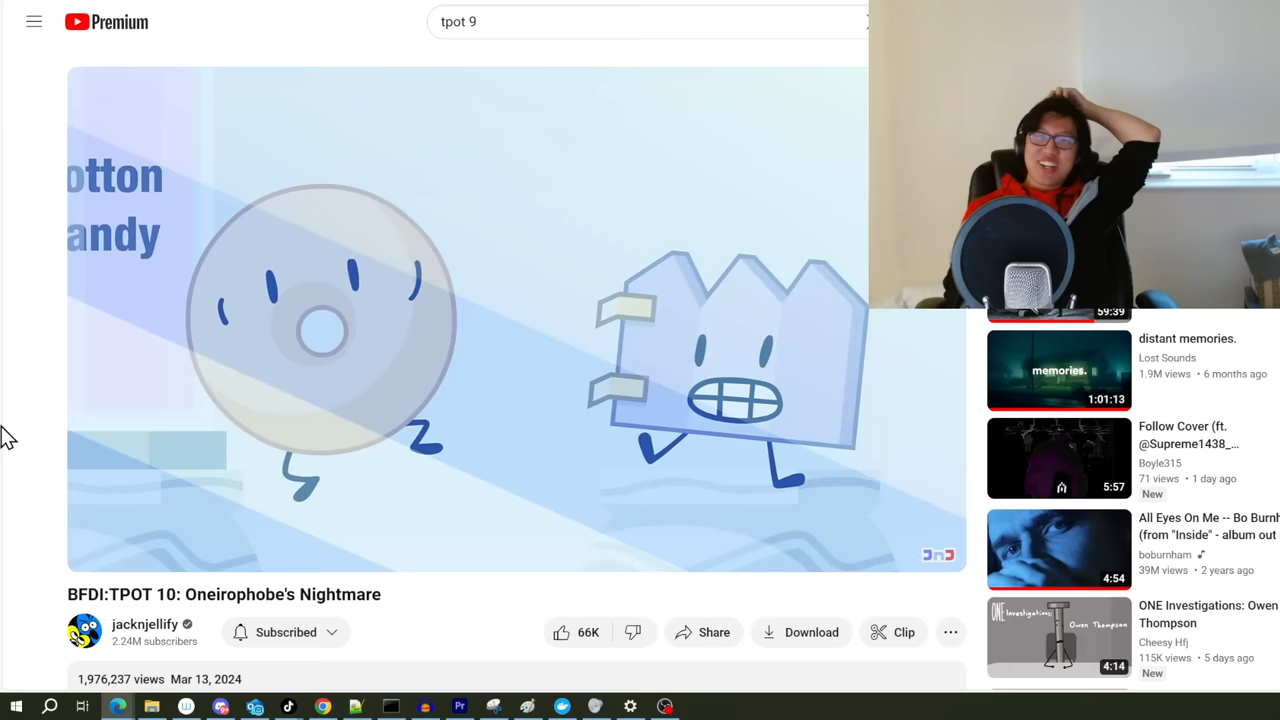 Premium
tpot 9
otton
andy
BFDI:TPOT 10: Oneirophobe's Nightmare
jacknjellify
2.24M subscribers
Subscribed
66K
Share
Download
Clip
1,976,237 views Mar 13, 2024
59:39
memories.
1:01:13
distant memories.
Lost Sounds
1.9M views • 6 months ago
5:57
Follow Cover (ft.
@Supreme1438_...
Boyle315
71 views • 1 day ago
New
4:54
All Eyes On Me -- Bo Burnh
(from "Inside" - album out
boburnham
39M views • 2 years ago
ONE Investigations:
Owen Thompson
4:14
ONE Investigations: Owen
Thompson
Cheesy Hfj
115K views • 5 days ago
New